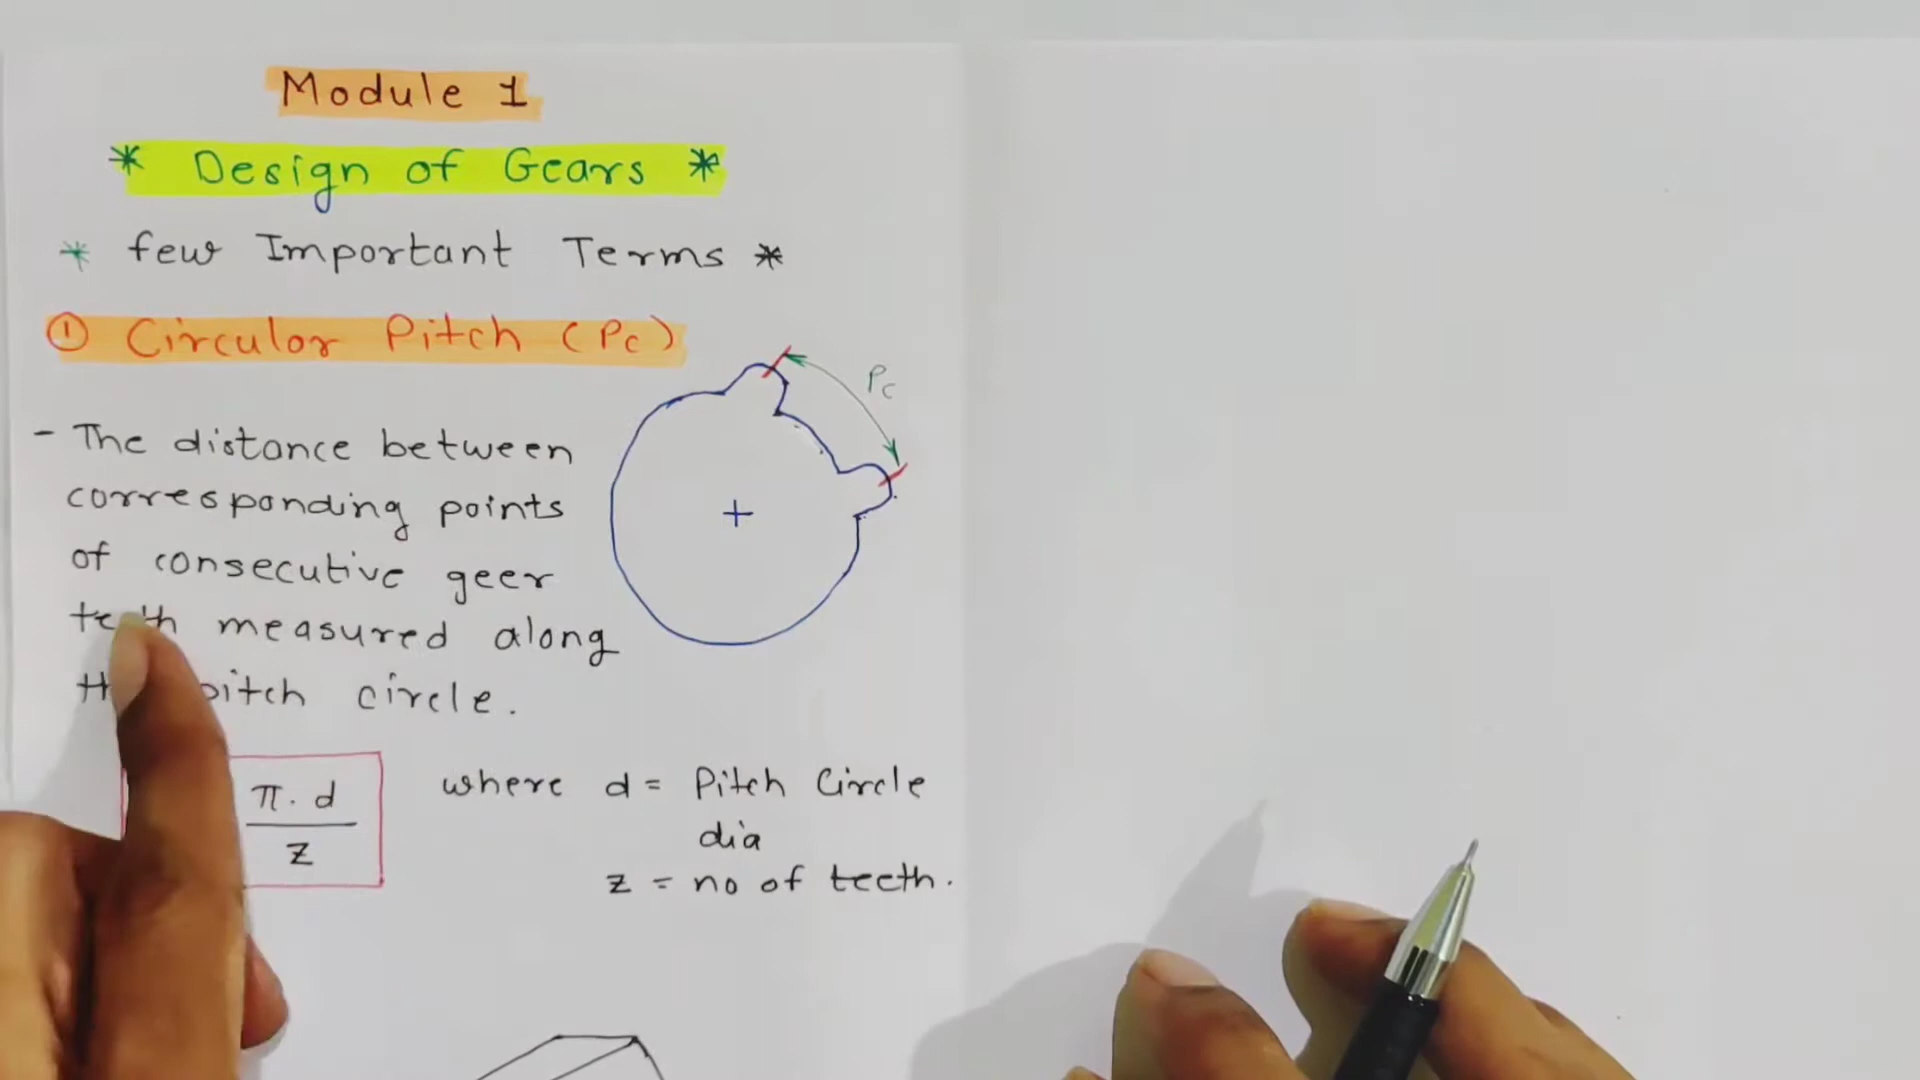 Module 1
* Design of Gears *
* few Important Terms *
① Circular Pitch (Pc)
Pc
- The distance between
corresponding points
of consecutive geer
measured along
pitch circle.
π. d
z
where d = Pitch Circle
dia
z = no of teeth.